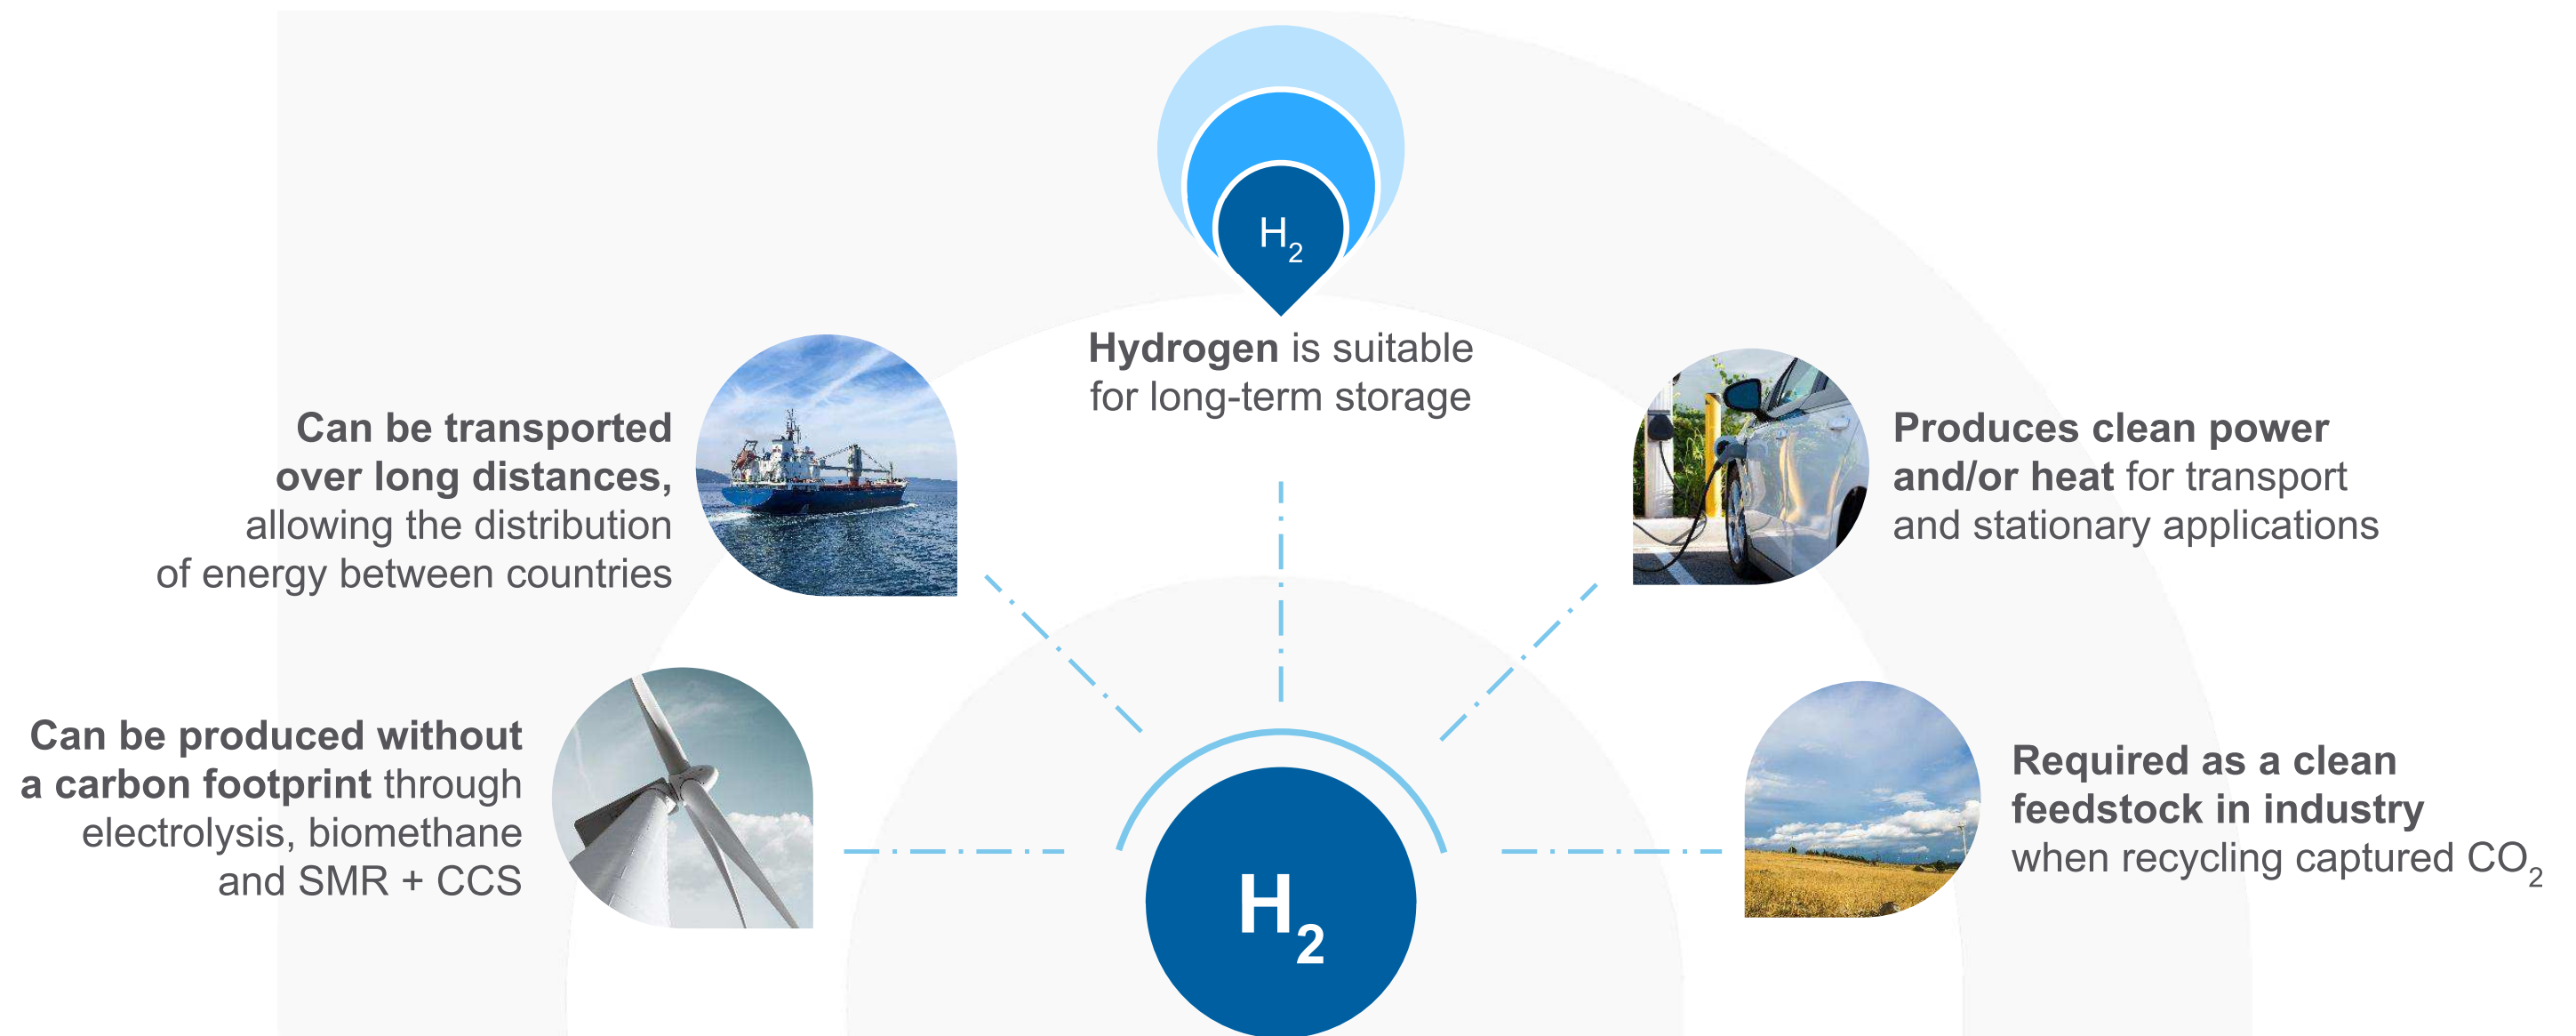 H₂
Hydrogen is suitable
for long-term storage
Can be transported
over long distances,
allowing the distribution
of energy between countries
Produces clean power
and/or heat for transport
and stationary applications
Can be produced without
a carbon footprint through
electrolysis, biomethane
and SMR + CCS
Required as a clean
feedstock in industry
when recycling captured CO₂
H₂